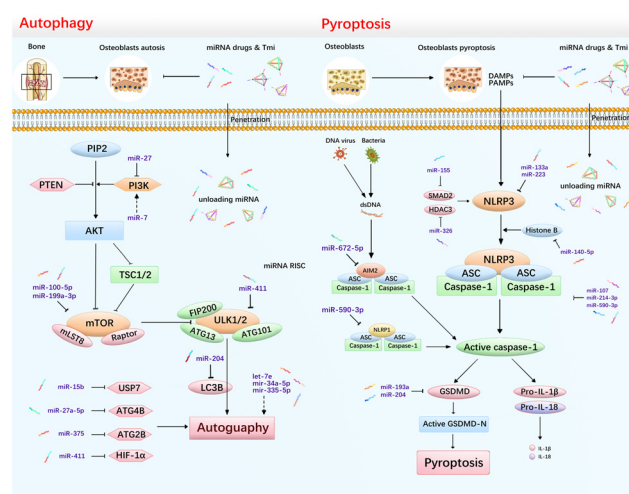 Autophagy
Pyroptosis
Bone
Osteoblasts autosis
miRNA drugs & Tmi
Osteoblasts
Osteoblasts pyroptosis
miRNA drugs & Tmi
DAMPs
PAMPs
Penetration
Penetration
PIP2
miR-27
PTEN
PI3K
miR-7
unloading miRNA
AKT
TSC1/2
miRNA RISC
miR-100-5p
miR-199a-3p
miR-411
mTOR
mLST8
Raptor
FIP200
ULK1/2
ATG13
ATG101
miR-204
LC3B
let-7e
mir-34a-5p
mir-335-5p
miR-15b
USP7
miR-27a-5p
ATG4B
miR-375
ATG2B
miR-411
HIF-1α
Autoguaphy
DNA virus
Bacteria
dsDNA
miR-155
miR-133a
miR-223
SMAD2
HDAC3
NLRP3
unloading miRNA
miR-326
Histone B
miR-140-5p
miR-672-5p
AIM2
ASC
ASC
Caspase-1
Caspase-1
NLRP3
ASC
ASC
Caspase-1
Caspase-1
miR-107
miR-214-3p
miR-590-3p
miR-590-3p
NLRP1
ASC
ASC
Caspase-1
Caspase-1
Active caspase-1
miR-193a
miR-204
GSDMD
Pro-IL-1β
Pro-IL-18
Active GSDMD-N
IL-1β
IL-18
Pyroptosis